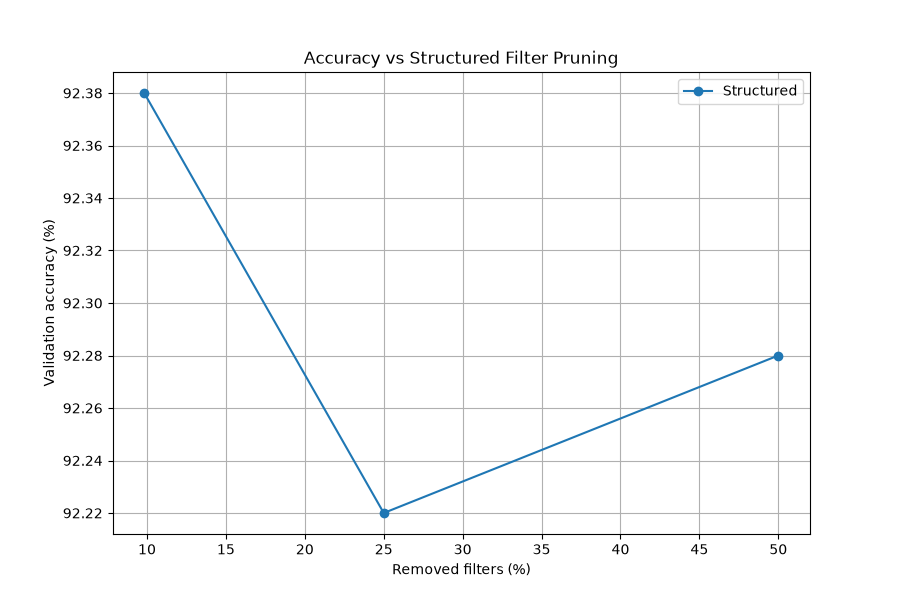 Accuracy vs Structured Filter Pruning
Structured
92.38
92.36
92.34
92.32
92.30
92.28
92.26
92.24
92.22
Validation accuracy (%)
10 15 20 25 30 35 40 45 50
Removed filters (%)